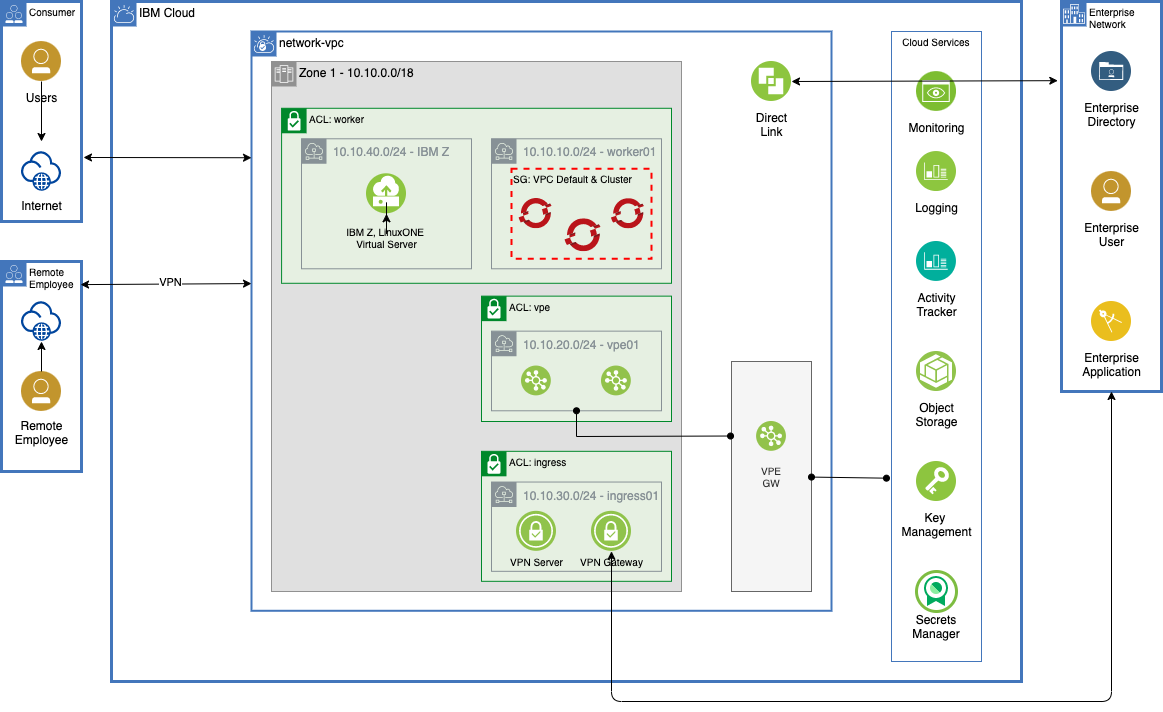 Consumer
Users
Internet
Remote
Employee
Remote
Employee
VPN
IBM Cloud
network-vpc
Zone 1 - 10.10.0.0/18
ACL: worker
10.10.40.0/24 - IBM Z
IBM Z, LinuxONE
Virtual Server
10.10.10.0/24 - worker01
SG: VPC Default & Cluster
ACL: vpe
10.10.20.0/24 - vpe01
ACL: ingress
10.10.30.0/24 - ingress01
VPN Server
VPN Gateway
Direct
Link
VPE
GW
Cloud Services
Monitoring
Logging
Activity
Tracker
Object
Storage
Key
Management
Secrets
Manager
Enterprise
Network
Enterprise
Directory
Enterprise
User
Enterprise
Application